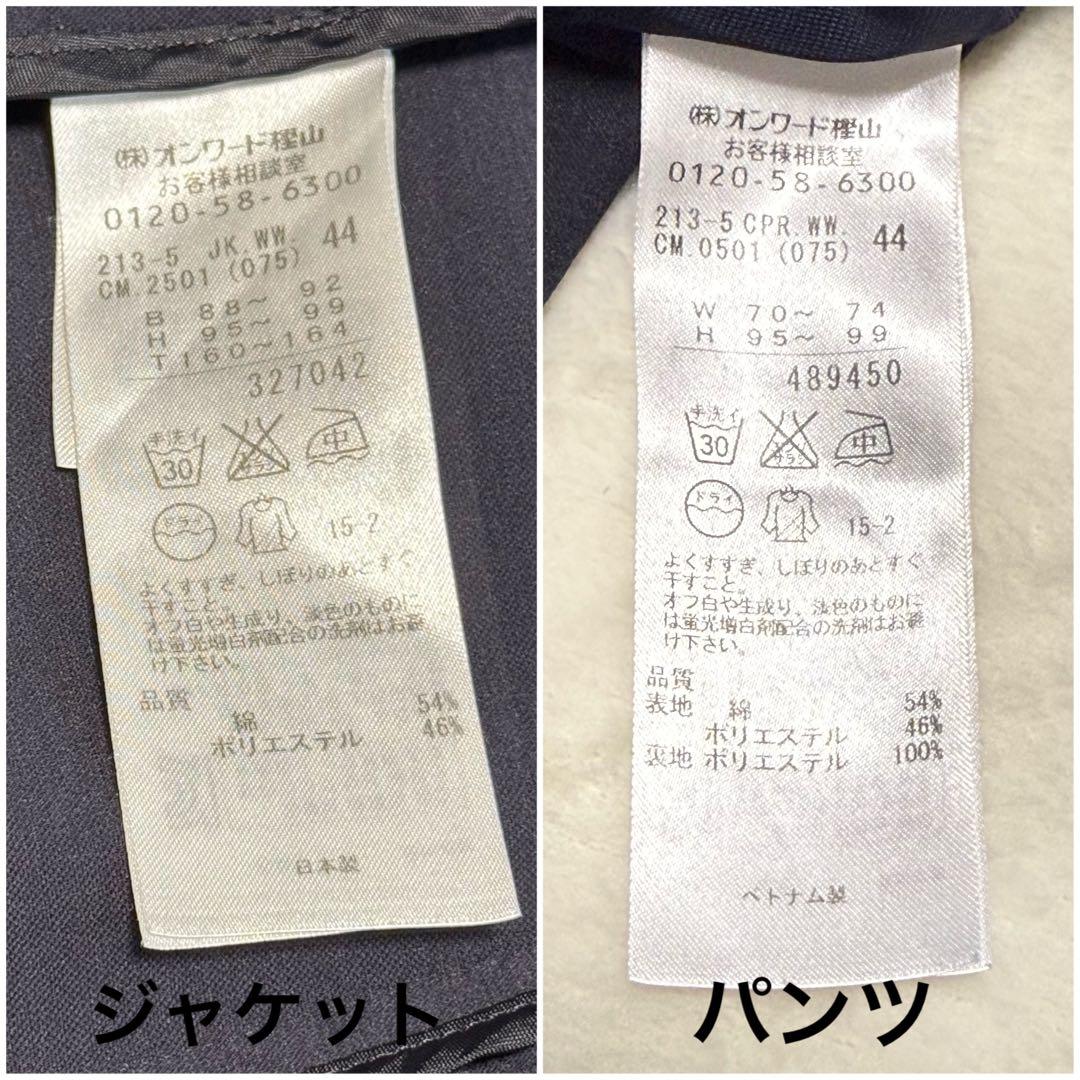 (株)オンワード樫山
お客様相談室
0120-58-6300
213-5 JK.WW. 44
CM.2501 (075)
B 88〜 92
H 95〜 99
T 160〜164
327042
手洗イ
30
中
ドライ
15-2
よくすすぎ、しぼりのあとすぐ
干すこと。
オフ白や生成り、淡色のものに
は蛍光増白剤配合の洗剤はお避
け下さい。
品質
綿 54%
ポリエステル 46%
日本製
ジャケット
(株)オンワード樫山
お客様相談室
0120-58-6300
213-5 CPR.WW. 44
CM.0501 (075)
W 70〜 74
H 95〜 99
489450
手洗イ
30
サラシ
中
ドライ
15-2
よくすすぎ、しぼりのあとすぐ
干すこと。
オフ白や生成り、淡色のものに
は蛍光増白剤配合の洗剤はお避
け下さい。
品質
表地 綿 54%
ポリエステル 46%
裏地 ポリエステル 100%
ベトナム製
パンツ